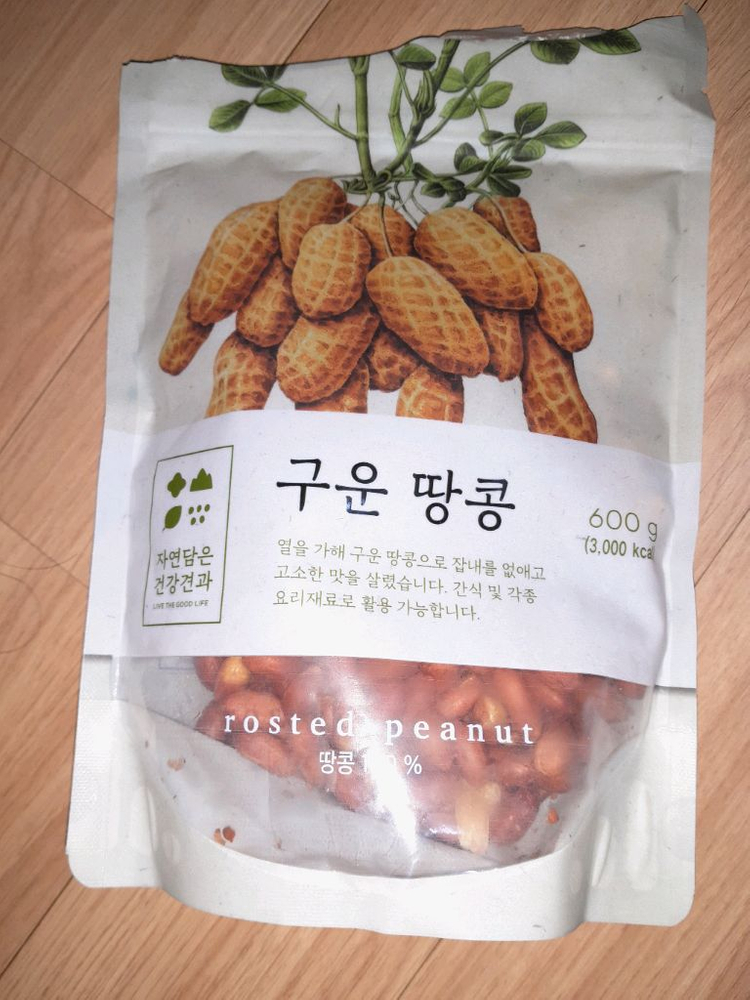 구운 땅콩
600 g
(3,000 kca
열을 가해 구운 땅콩으로 잡내를 없애고
고소한 맛을 살렸습니다. 간식 및 각종
요리재료로 활용 가능합니다.
자연담은
건강견과
LIVE THE GOOD LIFE
rosted peanut
땅콩 %